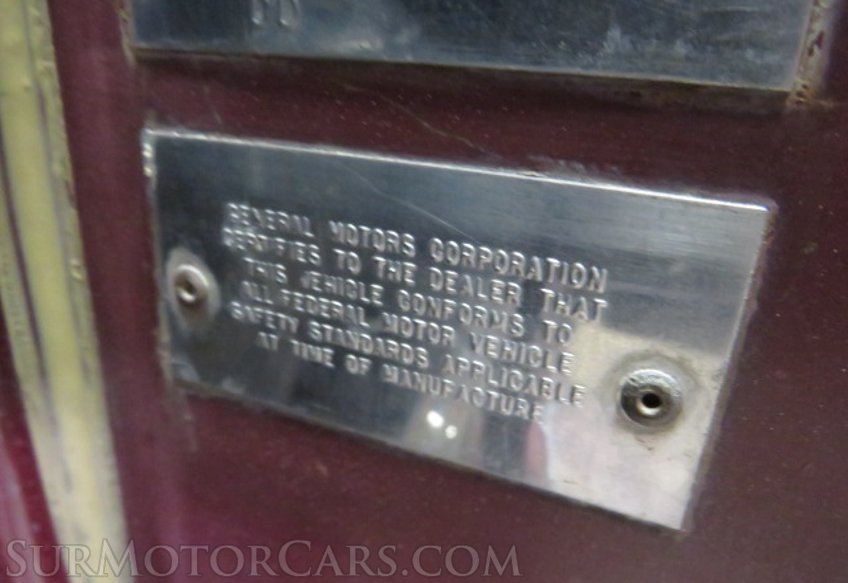 GENERAL MOTORS CORPORATION
CERTIFIES TO THE DEALER THAT
THIS VEHICLE CONFORMS TO
ALL FEDERAL MOTOR VEHICLE
SAFETY STANDARDS APPLICABLE
AT TIME OF MANUFACTURE
SURMOTORCARS.COM